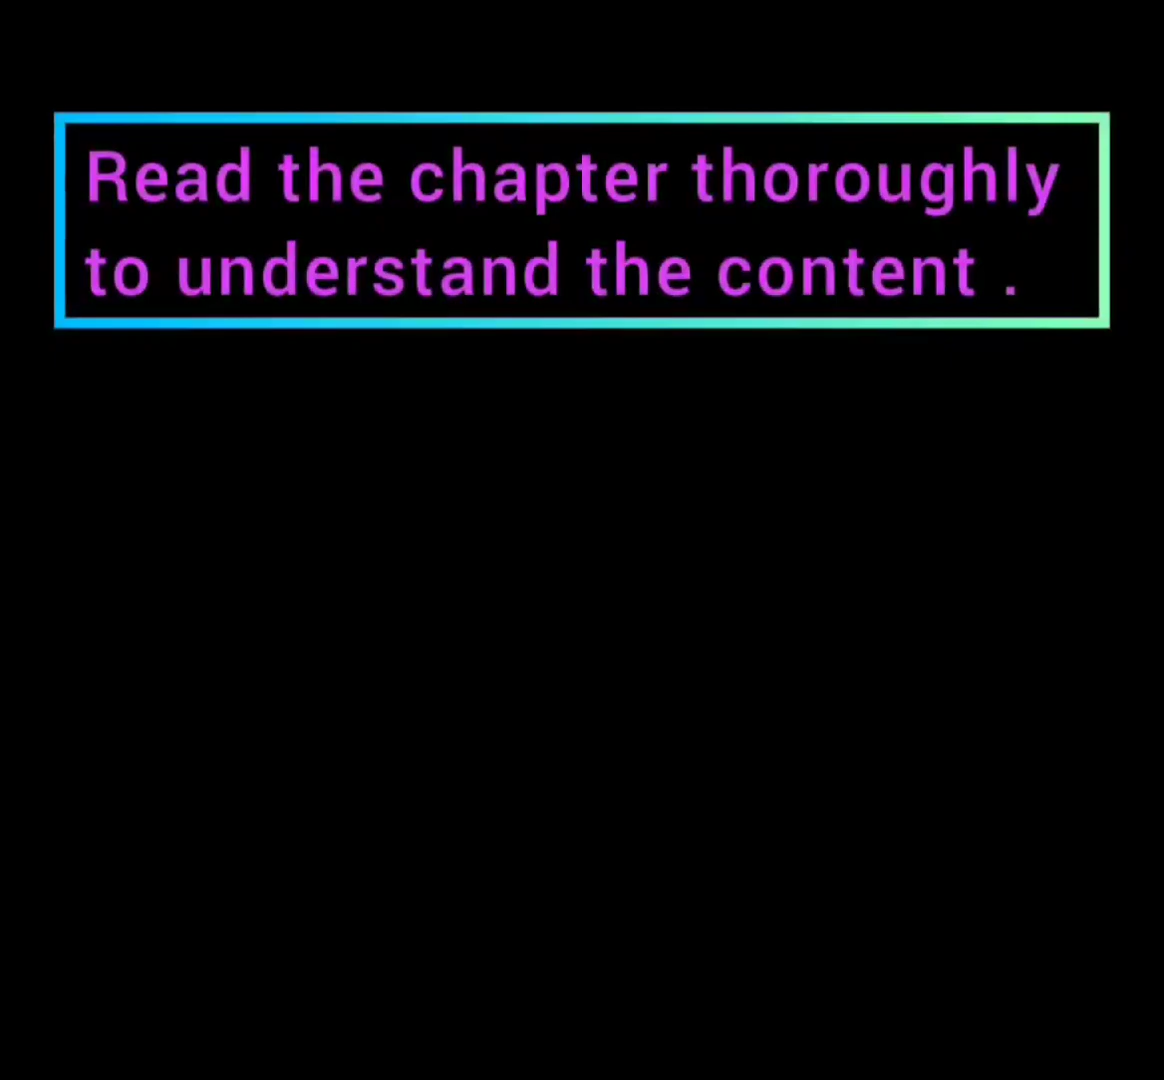 Read the chapter thoroughly
to understand the content .